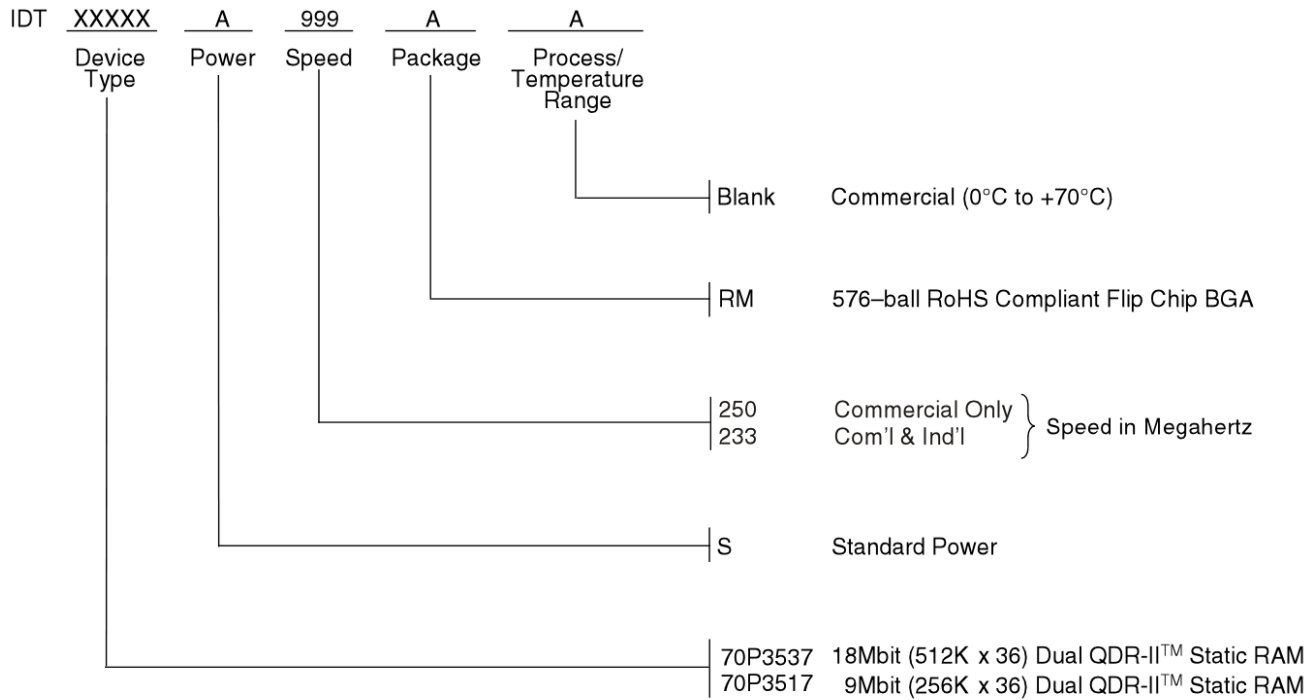 IDT XXXXX A 999 A A
Device Type
Power
Speed
Package
Process/
Temperature
Range
Blank Commercial (0°C to +70°C)
RM 576–ball RoHS Compliant Flip Chip BGA
250 Commercial Only
233 Com'l & Ind'l
Speed in Megahertz
S Standard Power
70P3537 18Mbit (512K x 36) Dual QDR-II™ Static RAM
70P3517 9Mbit (256K x 36) Dual QDR-II™ Static RAM